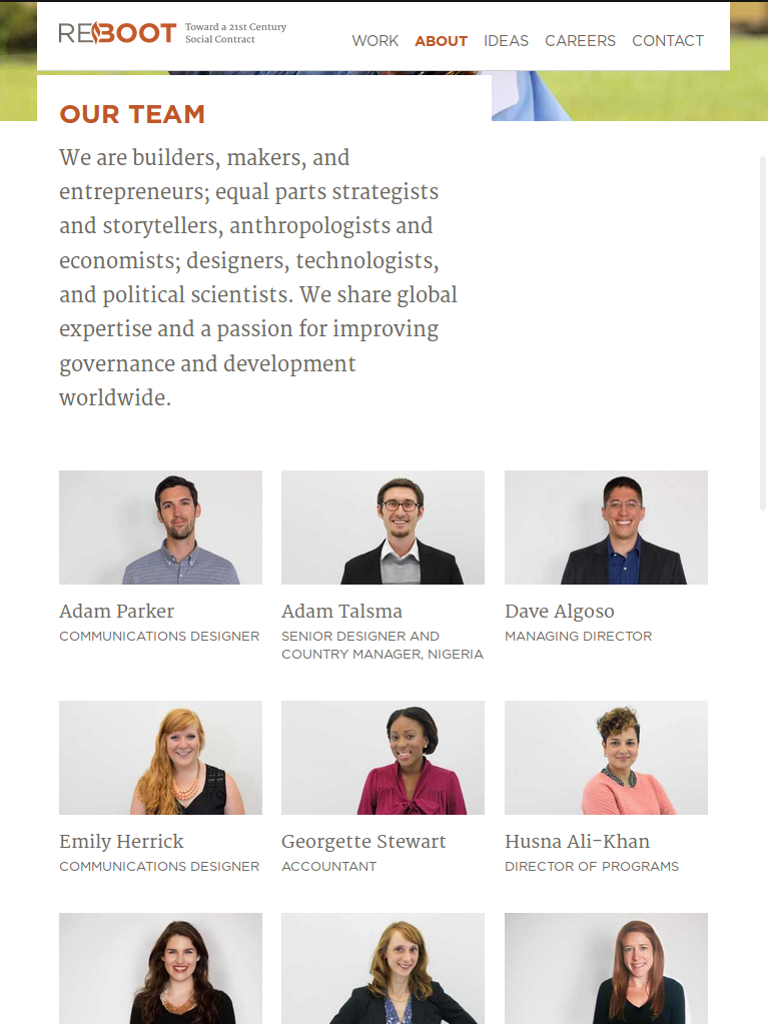 REBOOT
Toward a 21st Century
Social Contract
WORK ABOUT IDEAS CAREERS CONTACT
OUR TEAM
We are builders, makers, and
entrepreneurs; equal parts strategists
and storytellers, anthropologists and
economists; designers, technologists,
and political scientists. We share global
expertise and a passion for improving
governance and development
worldwide.
Adam Parker
COMMUNICATIONS DESIGNER
Adam Talsma
SENIOR DESIGNER AND
COUNTRY MANAGER, NIGERIA
Dave Algoso
MANAGING DIRECTOR
Emily Herrick
COMMUNICATIONS DESIGNER
Georgette Stewart
ACCOUNTANT
Husna Ali-Khan
DIRECTOR OF PROGRAMS